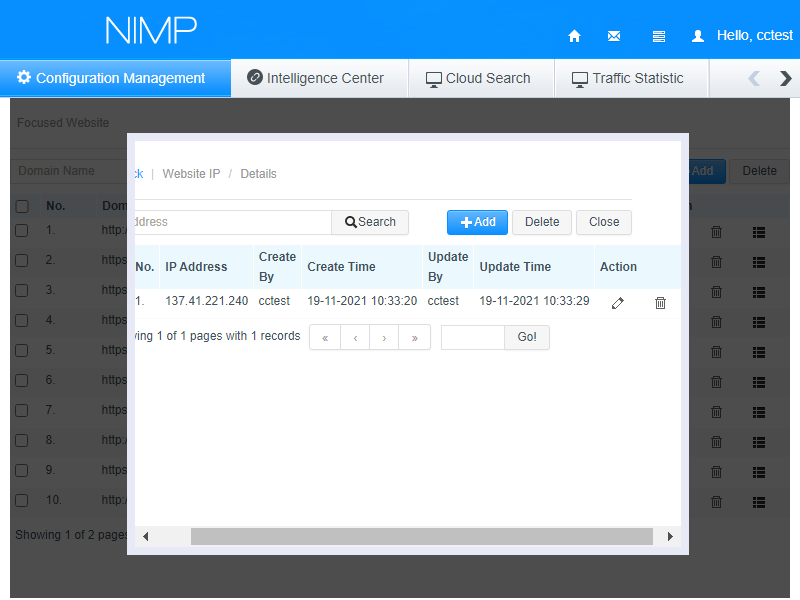 NIMP
Hello, cctest
Configuration Management
Intelligence Center
Cloud Search
Traffic Statistic
Focused Website
Domain Name
Add
Delete
No.
1.
http:
2.
https
3.
https
4.
http:
5.
https
6.
https
7.
https
8.
http:
9.
https
10.
http:
Showing 1 of 2 pages
| Website IP / Details
Search
Add
Delete
Close
No. IP Address Create By Create Time Update By Update Time Action
1. 137.41.221.240 cctest 19-11-2021 10:33:20 cctest 19-11-2021 10:33:29
1 of 1 pages with 1 records
« ‹ › »
Go!